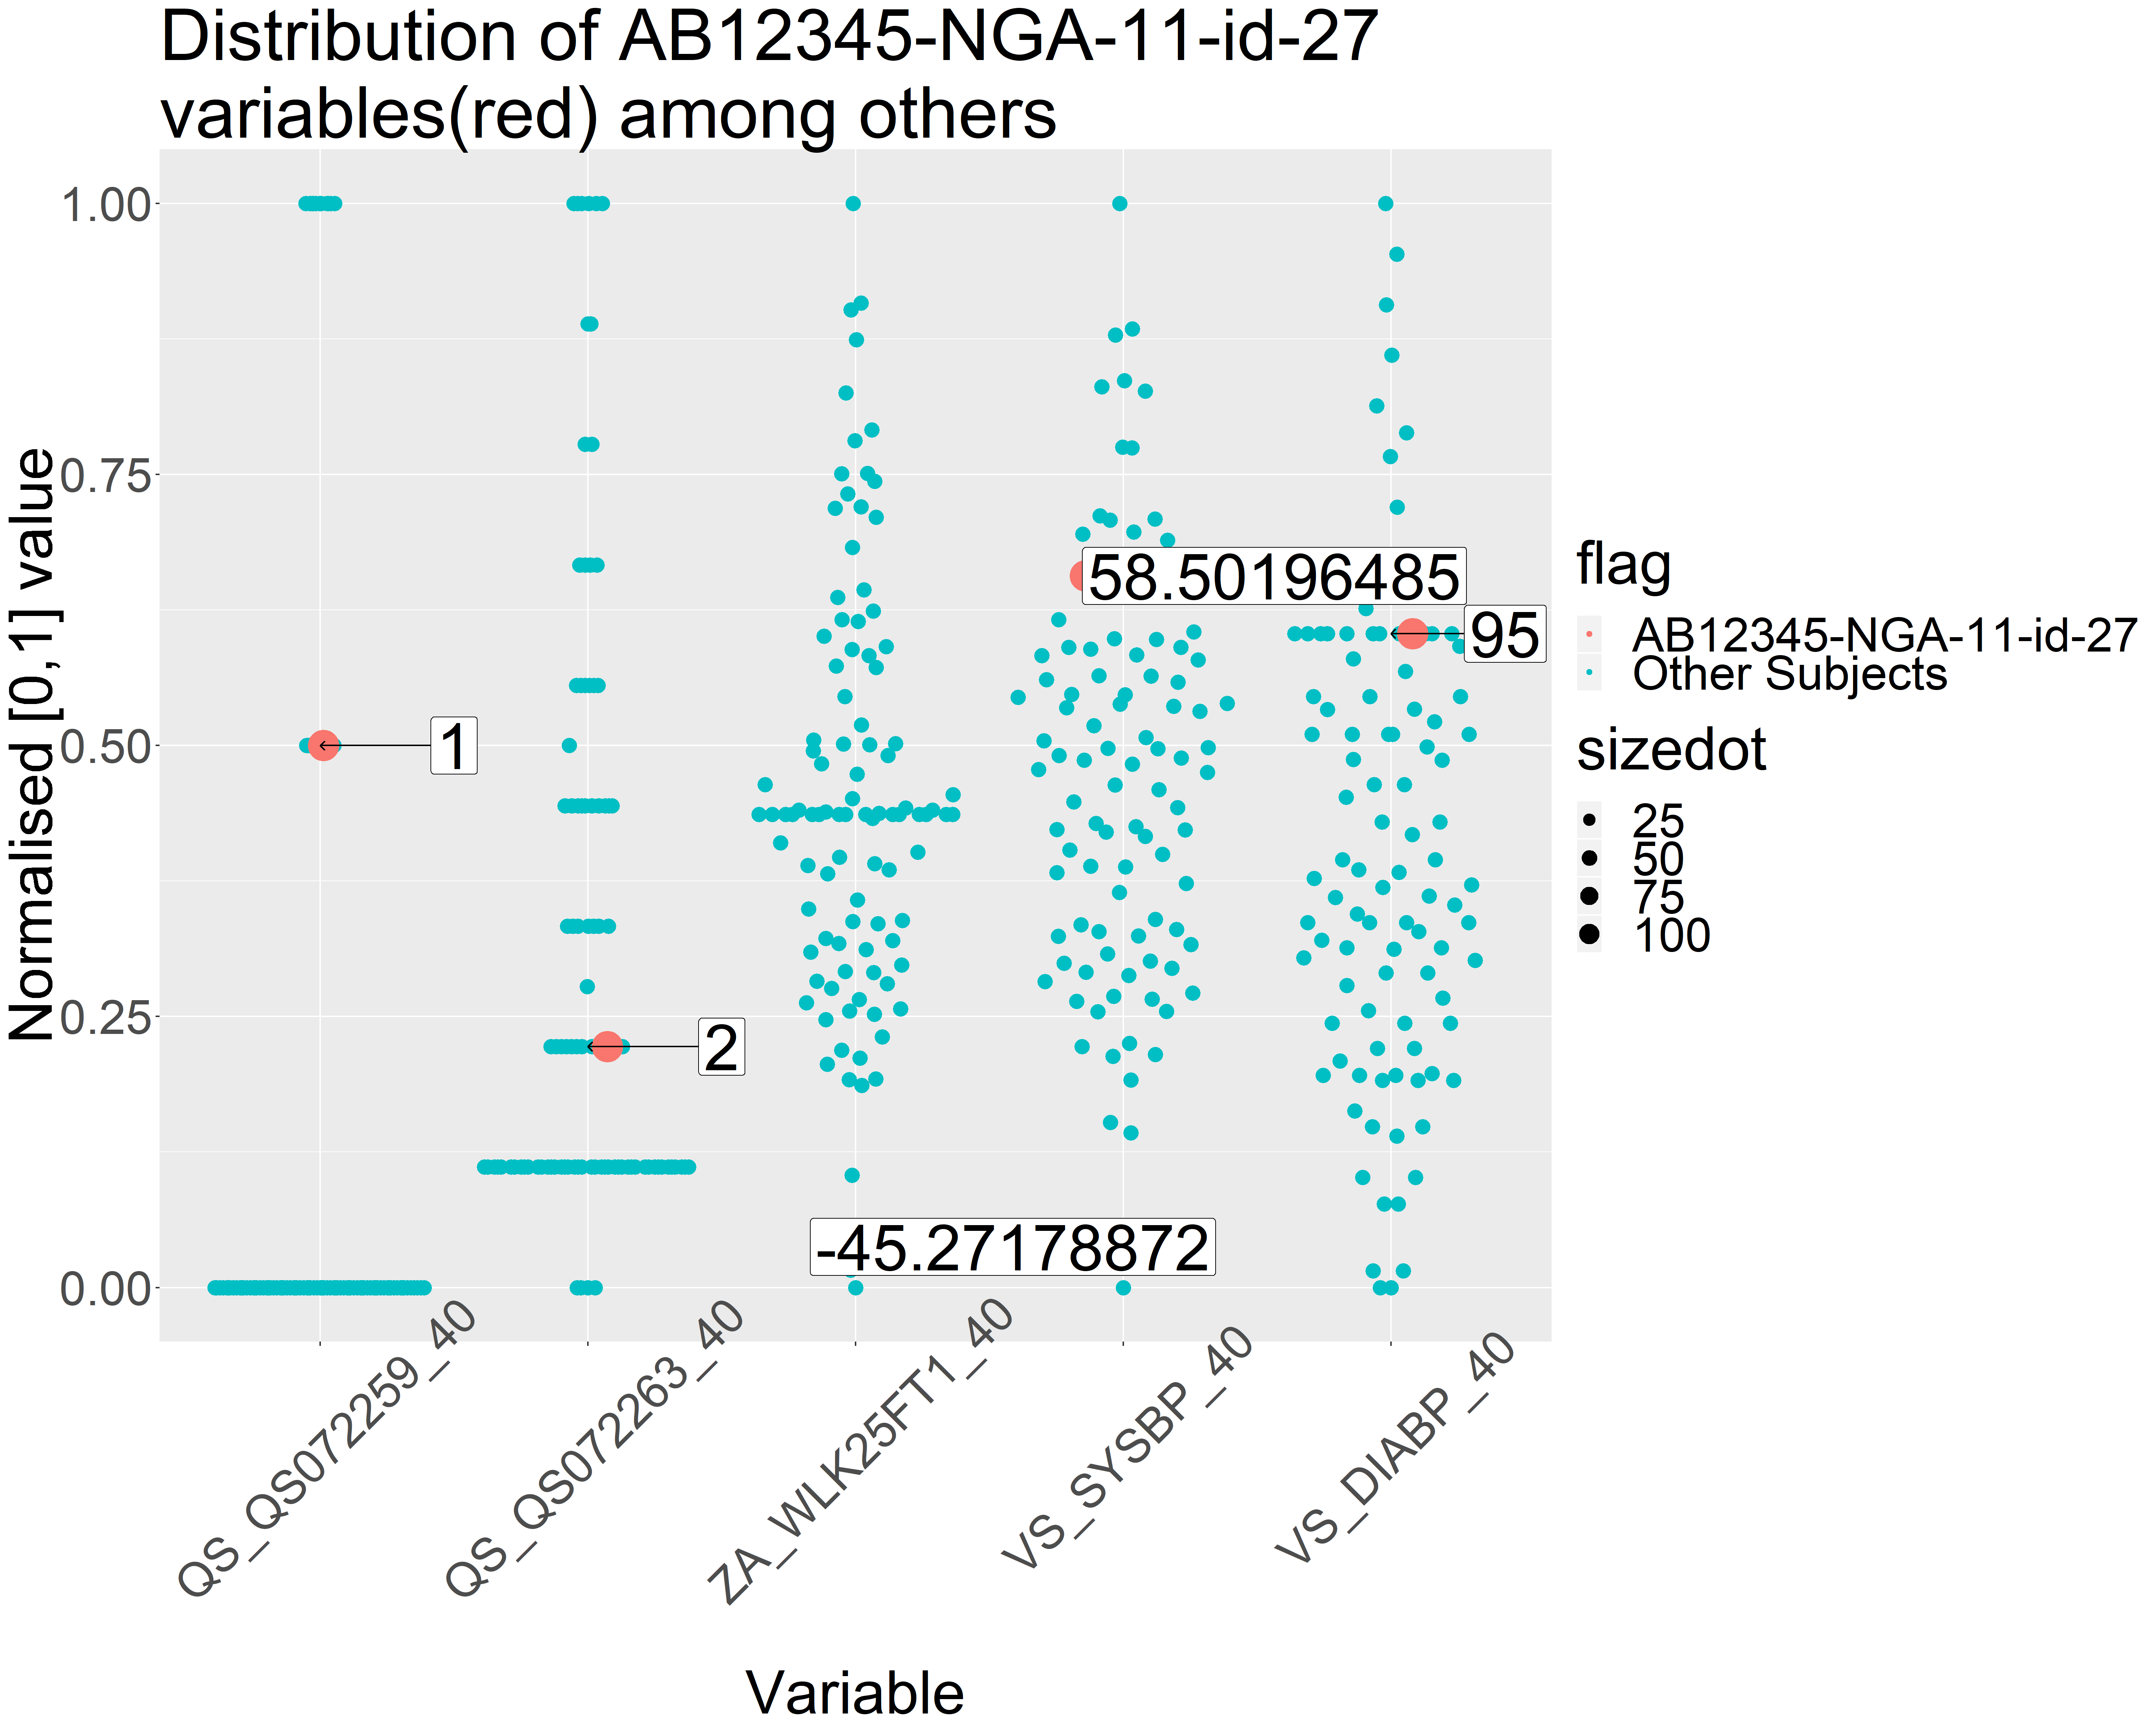 Distribution of AB12345-NGA-11-id-27
variables(red) among others
Normalised [0,1] value
1.00
0.75
0.50
0.25
0.00
1
2
-45.27178872
58.50196485
95
QS_QS072259_40
QS_QS072263_40
ZA_WLK25FT1_40
VS_SYSBP_40
VS_DIABP_40
Variable
flag
AB12345-NGA-11-id-27
Other Subjects
sizedot
25
50
75
100